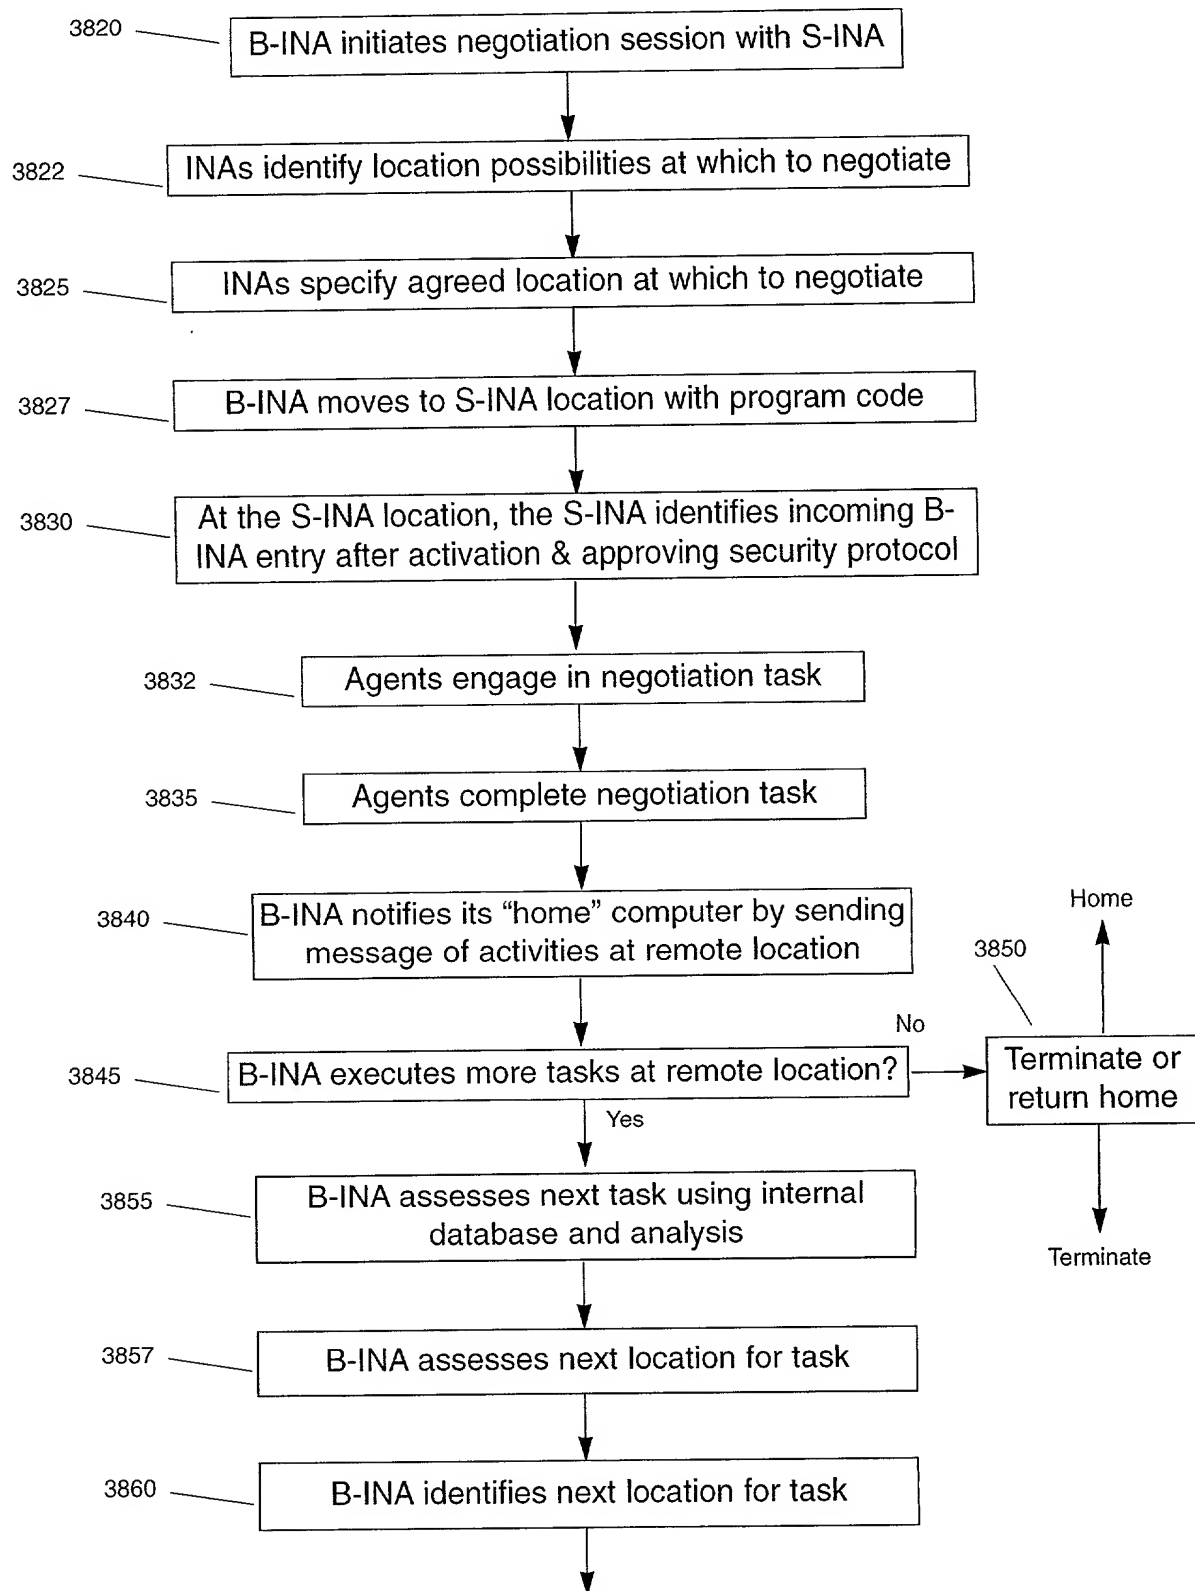 3820
B-INA initiates negotiation session with S-INA
3822
INAs identify location possibilities at which to negotiate
3825
INAs specify agreed location at which to negotiate
3827
B-INA moves to S-INA location with program code
3830
At the S-INA location, the S-INA identifies incoming B-
INA entry after activation & approving security protocol
3832
Agents engage in negotiation task
3835
Agents complete negotiation task
3840
B-INA notifies its “home” computer by sending
message of activities at remote location
Home
3850
No
3845
B-INA executes more tasks at remote location?
Terminate or
return home
Yes
Terminate
3855
B-INA assesses next task using internal
database and analysis
3857
B-INA assesses next location for task
3860
B-INA identifies next location for task